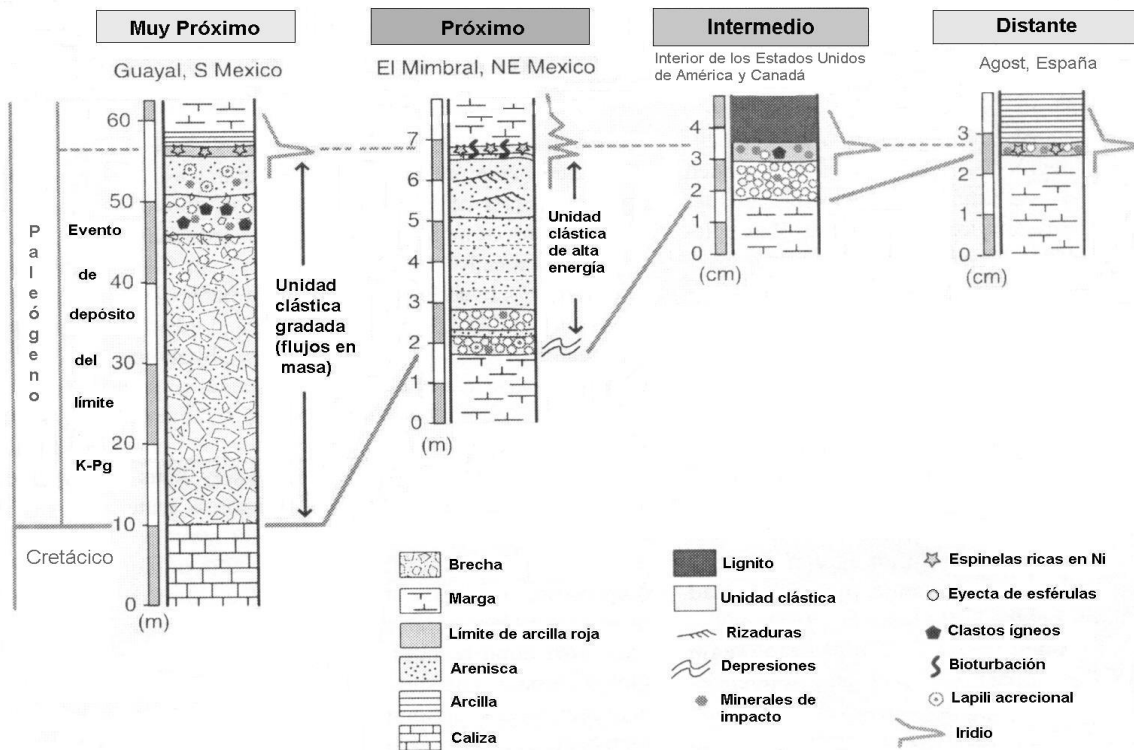 Muy Próximo
Próximo
Intermedio
Distante
Guayal, S Mexico
El Mimbral, NE Mexico
Interior de los Estados Unidos
de América y Canadá
Agost, España
60
50
40
30
20
10
0
(m)
Paleógeno
Evento
de
depósito
del
límite
K-Pg
Cretácico
Unidad
clástica
gradada
(flujos en
masa)
7
6
5
4
3
2
1
0
(m)
Unidad
clástica
de alta
energía
4
3
2
1
0
(cm)
3
2
1
0
(cm)
Brecha
Marga
Límite de arcilla roja
Arenisca
Arcilla
Caliza
Lignito
Unidad clástica
Rizaduras
Depresiones
Minerales de
impacto
Espinelas ricas en Ni
Eyecta de esférulas
Clastos ígneos
Bioturbación
Lapili acrecional
Iridio